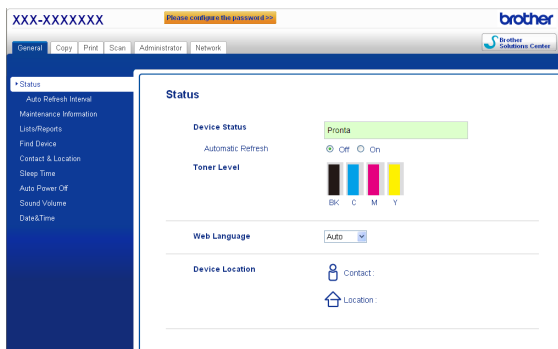 XXX-XXXXXXX
Please configure the password >>
brother
General Copy Print Scan Administrator Network
Brother
Solutions Center
Status
Auto Refresh Interval
Maintenance Information
Lists/Reports
Find Device
Contact & Location
Sleep Time
Auto Power Off
Sound Volume
Date&Time
Status
Device Status Pronta
Automatic Refresh Off On
Toner Level
BK C M Y
Web Language Auto
Device Location Contact :
Location :